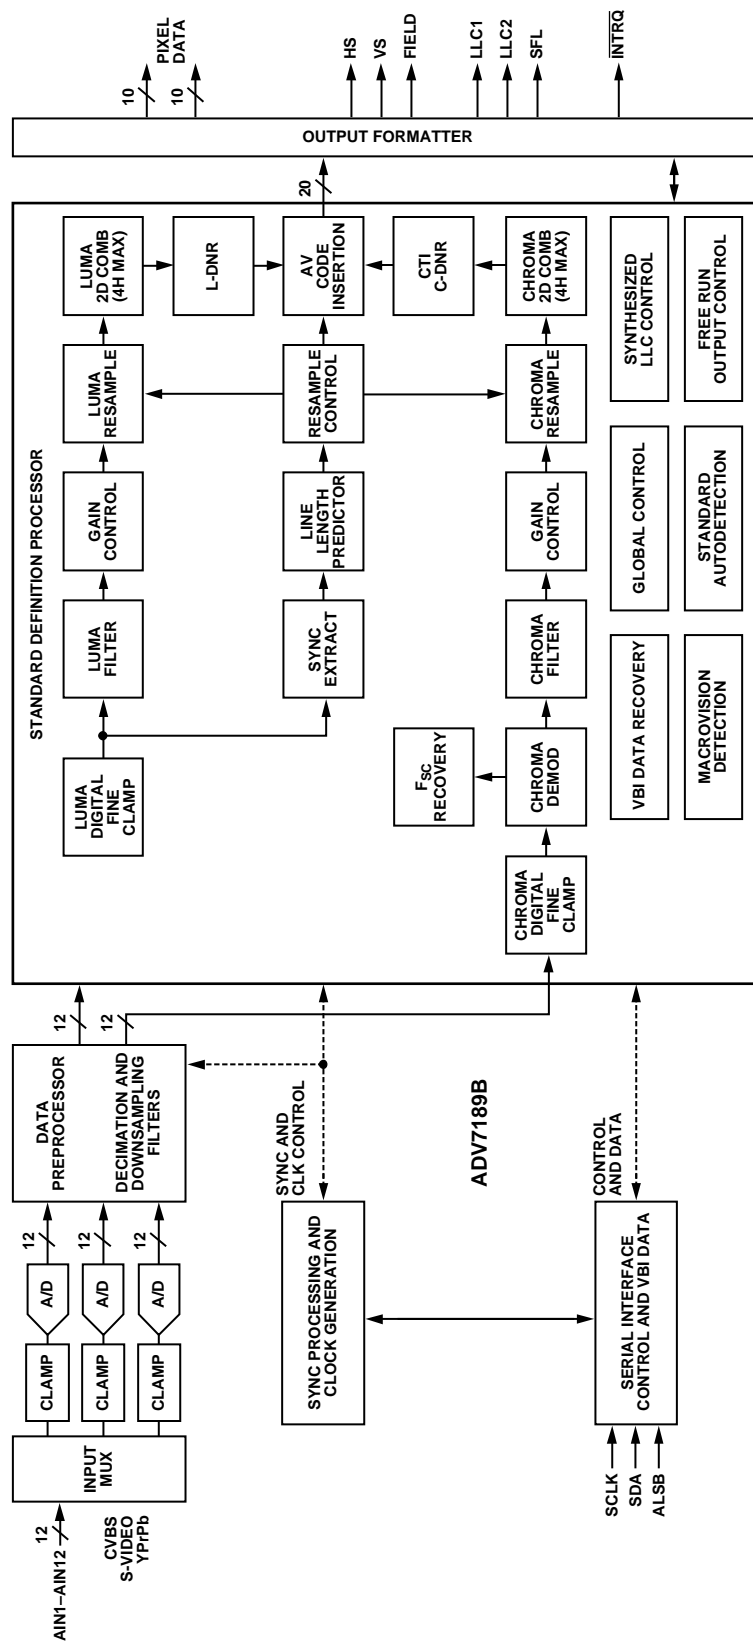 AIN1–AIN12
12
CVBS
S-VIDEO
YPrPb
INPUT
MUX
CLAMP
CLAMP
CLAMP
A/D
A/D
A/D
12
12
12
DATA
PREPROCESSOR
DECIMATION AND
DOWNSAMPLING
FILTERS
12
12
SYNC PROCESSING AND
CLOCK GENERATION
SYNC AND
CLK CONTROL
SCLK
SDA
ALSB
SERIAL INTERFACE
CONTROL AND VBI DATA
CONTROL
AND DATA
ADV7189B
STANDARD DEFINITION PROCESSOR
LUMA
DIGITAL
FINE
CLAMP
LUMA
FILTER
GAIN
CONTROL
LUMA
RESAMPLE
LUMA
2D COMB
(4H MAX)
L-DNR
SYNC
EXTRACT
LINE
LENGTH
PREDICTOR
RESAMPLE
CONTROL
AV
CODE
INSERTION
FSC
RECOVERY
CTI
C-DNR
CHROMA
DIGITAL
FINE
CLAMP
CHROMA
DEMOD
CHROMA
FILTER
GAIN
CONTROL
CHROMA
RESAMPLE
CHROMA
2D COMB
(4H MAX)
VBI DATA RECOVERY
GLOBAL CONTROL
SYNTHESIZED
LLC CONTROL
MACROVISION
DETECTION
STANDARD
AUTODETECTION
FREE RUN
OUTPUT CONTROL
20
OUTPUT FORMATTER
10
10
PIXEL
DATA
HS
VS
FIELD
LLC1
LLC2
SFL
INTRQ